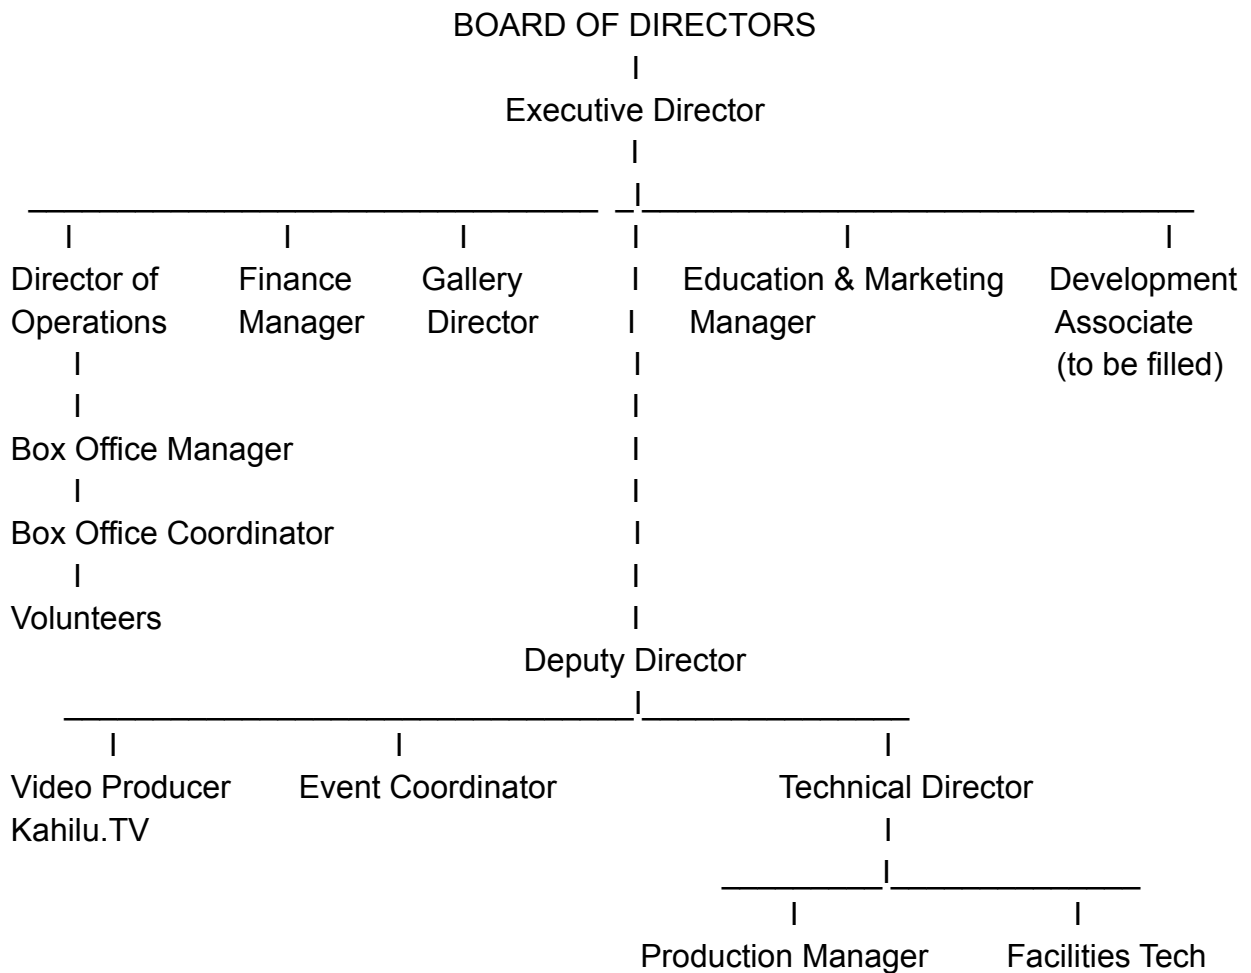 BOARD OF DIRECTORS
Executive Director
Director of Operations
Finance Manager
Gallery Director
Education & Marketing Manager
Development Associate (to be filled)
Box Office Manager
Box Office Coordinator
Volunteers
Deputy Director
Video Producer Kahilu.TV
Event Coordinator
Technical Director
Production Manager
Facilities Tech